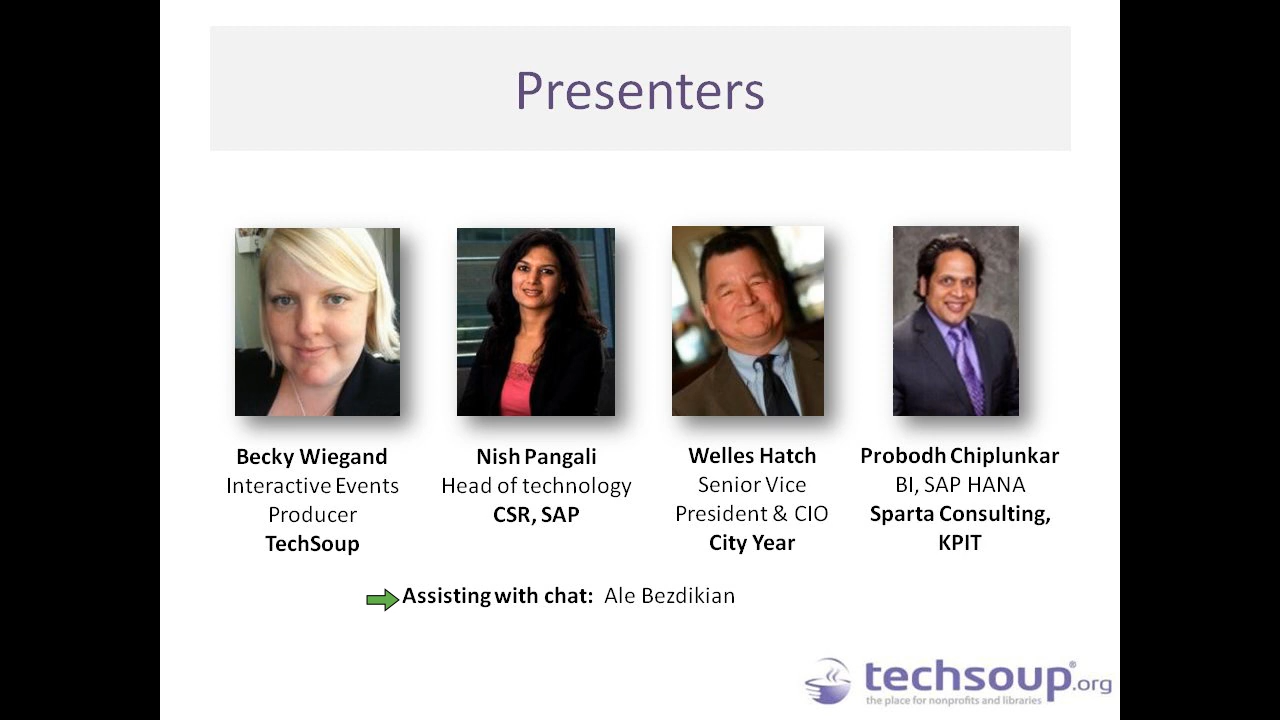 Presenters
Becky Wiegand
Interactive Events
Producer
TechSoup
Nish Pangali
Head of technology
CSR, SAP
Welles Hatch
Senior Vice
President & CIO
City Year
Probodh Chiplunkar
BI, SAP HANA
Sparta Consulting,
KPIT
Assisting with chat: Ale Bezdikian
techsoup®.org
the place for nonprofits and libraries